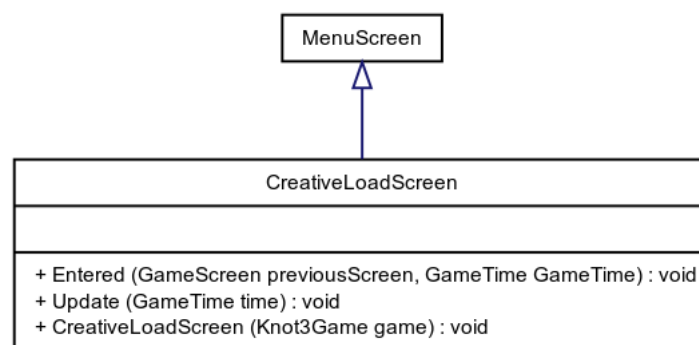 MenuScreen
CreativeLoadScreen
+ Entered (GameScreen previousScreen, GameTime GameTime) : void
+ Update (GameTime time) : void
+ CreativeLoadScreen (Knot3Game game) : void